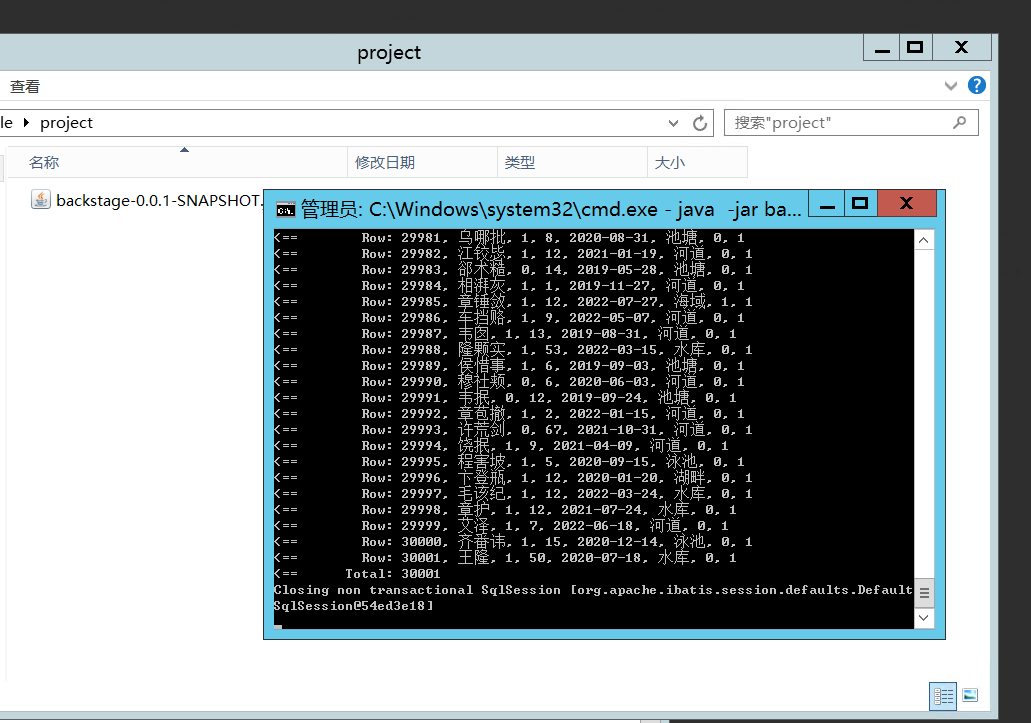 project
查看
le ▸ project
搜索"project"
名称 修改日期 类型 大小
backstage-0.0.1-SNAPSHOT.
管理员: C:\Windows\system32\cmd.exe - java -jar ba...
<== Row: 29981, 乌哪批, 1, 8, 2020-08-31, 池塘, 0, 1
<== Row: 29982, 江铰毖, 1, 12, 2021-01-19, 河道, 0, 1
<== Row: 29983, 郤术糙, 0, 14, 2019-05-28, 池塘, 0, 1
<== Row: 29984, 相湃灰, 1, 1, 2019-11-27, 河道, 0, 1
<== Row: 29985, 章锤敛, 1, 12, 2022-07-27, 海域, 1, 1
<== Row: 29986, 车挡赂, 1, 9, 2022-05-07, 河道, 0, 1
<== Row: 29987, 韦囱, 1, 13, 2019-08-31, 河道, 0, 1
<== Row: 29988, 隆颗实, 1, 53, 2022-03-15, 水库, 0, 1
<== Row: 29989, 侯惜事, 1, 6, 2019-09-03, 池塘, 0, 1
<== Row: 29990, 穆社颊, 0, 6, 2020-06-03, 河道, 0, 1
<== Row: 29991, 韦抿, 0, 12, 2019-09-24, 池塘, 0, 1
<== Row: 29992, 章苞撤, 1, 2, 2022-01-15, 河道, 0, 1
<== Row: 29993, 许荒剑, 0, 67, 2021-10-31, 河道, 0, 1
<== Row: 29994, 饶抿, 1, 9, 2021-04-09, 河道, 0, 1
<== Row: 29995, 程害坡, 1, 5, 2020-09-15, 泳池, 0, 1
<== Row: 29996, 卞登瓶, 1, 12, 2020-01-20, 湖畔, 0, 1
<== Row: 29997, 毛该纪, 1, 12, 2022-03-24, 水库, 0, 1
<== Row: 29998, 章护, 1, 12, 2021-07-24, 水库, 0, 1
<== Row: 29999, 艾泽, 1, 7, 2022-06-18, 河道, 0, 1
<== Row: 30000, 齐番讳, 1, 15, 2020-12-14, 泳池, 0, 1
<== Row: 30001, 王隆, 1, 50, 2020-07-18, 水库, 0, 1
<== Total: 30001
Closing non transactional SqlSession [org.apache.ibatis.session.defaults.Default
SqlSession@54ed3e18]